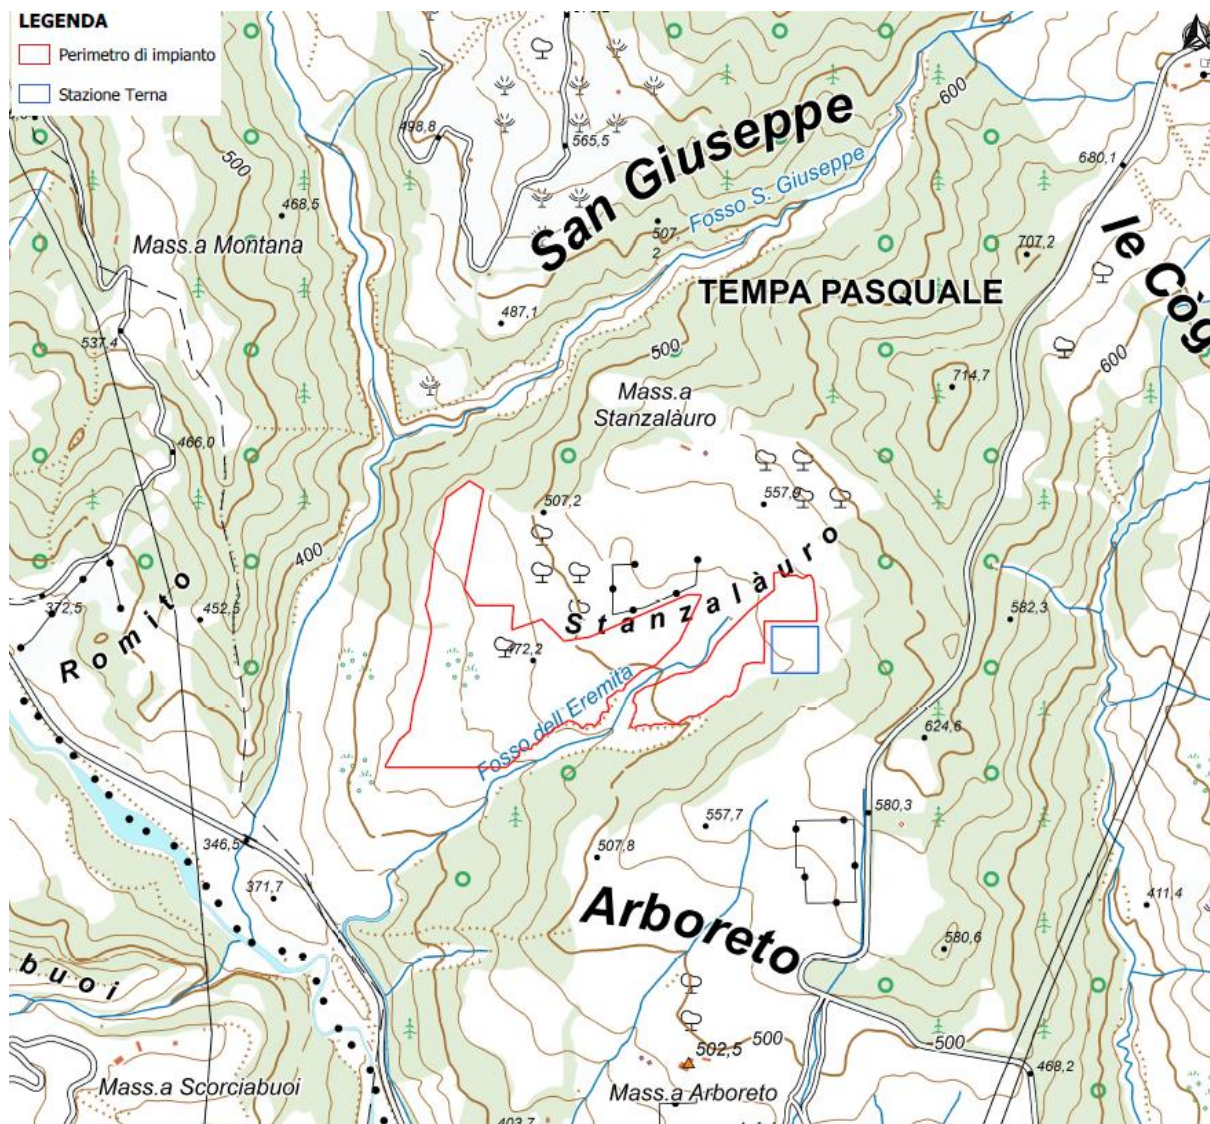 LEGENDA
Perimetro di impianto
Stazione Terna
600
498,8
565,5
San Giuseppe
Fosso S. Giuseppe
680,1
500
468,5
507,
2
Mass.a Montana
707,2
le Còg
TEMPA PASQUALE
487,1
537,4
500
600
714,7
Mass.a
Stanzalàuro
466,0
507,2
557,9
400
Stanzalàuro
372,5
452,5
582,3
Romito
472,2
Fosso dell'Eremita
624,6
346,5
557,7
580,3
507,8
371,7
411,4
Arboreto
580,6
buoi
502,5
500
500
468,2
Mass.a Scorciabuoi
Mass.a Arboreto
403,7